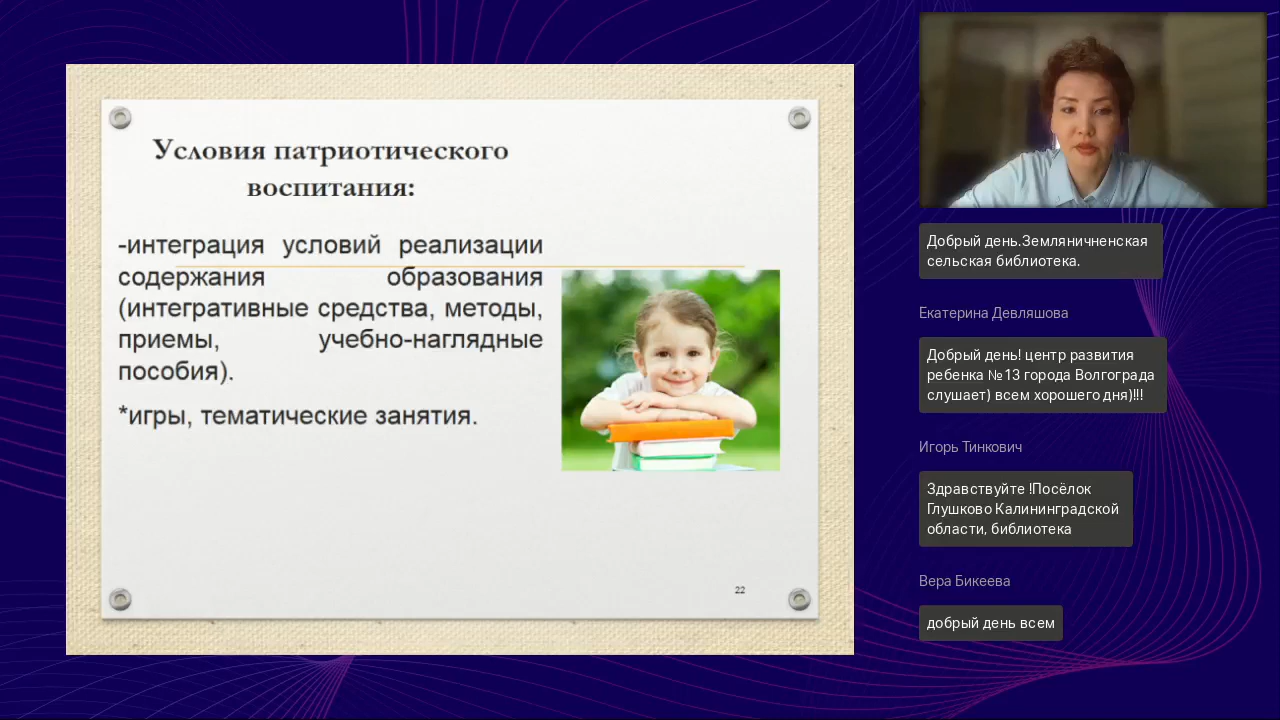 Условия патриотического
воспитания:
-интеграция условий реализации
содержания образования
(интегративные средства, методы,
приемы, учебно-наглядные
пособия).
*игры, тематические занятия.
22
Добрый день.Земляничненская
сельская библиотека.
Екатерина Девляшова
Добрый день! центр развития
ребенка №13 города Волгограда
слушает) всем хорошего дня)!!!
Игорь Тинкович
Здравствуйте !Посёлок
Глушково Калининградской
области, библиотека
Вера Бикеева
добрый день всем